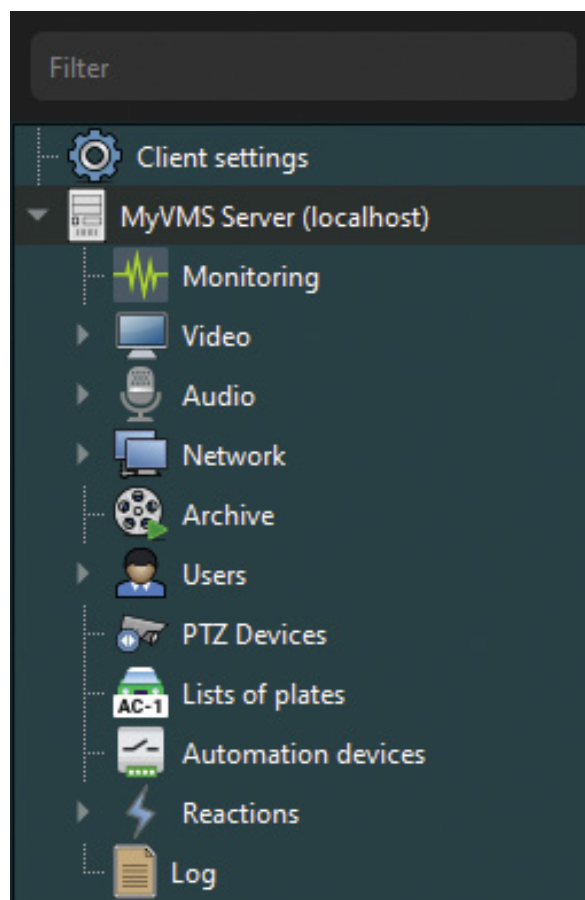 Filter
Client settings
MyVMS Server (localhost)
Monitoring
Video
Audio
Network
Archive
Users
PTZ Devices
AC-1 Lists of plates
Automation devices
Reactions
Log